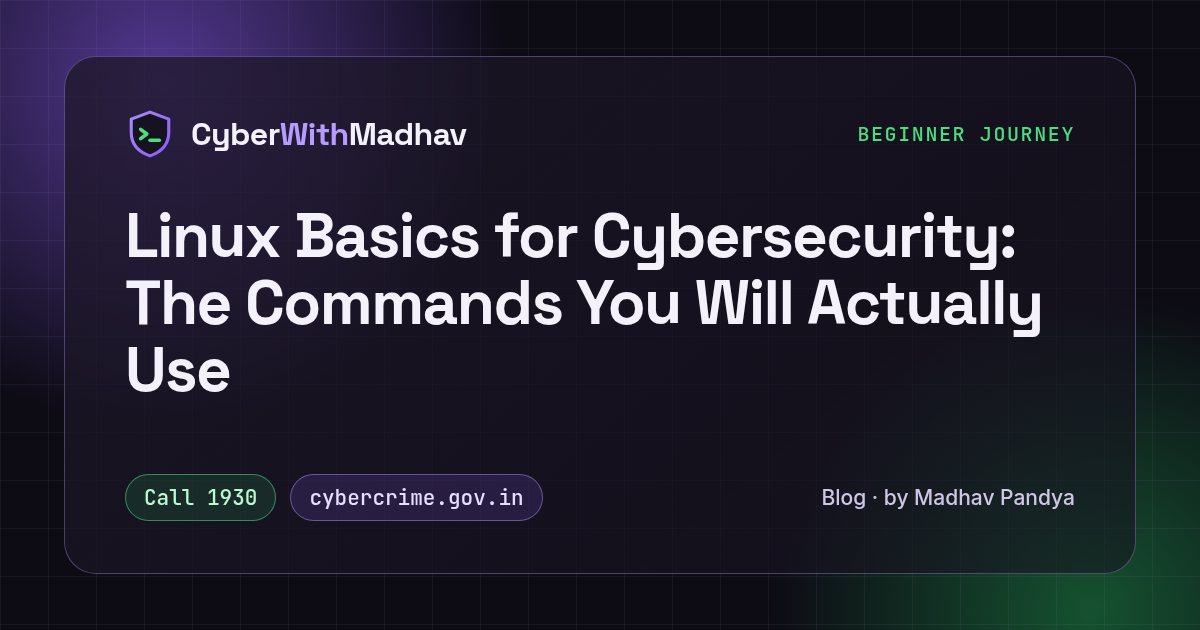 CyberWithMadhav
BEGINNER JOURNEY
Linux Basics for Cybersecurity:
The Commands You Will Actually
Use
Call 1930
cybercrime.gov.in
Blog · by Madhav Pandya